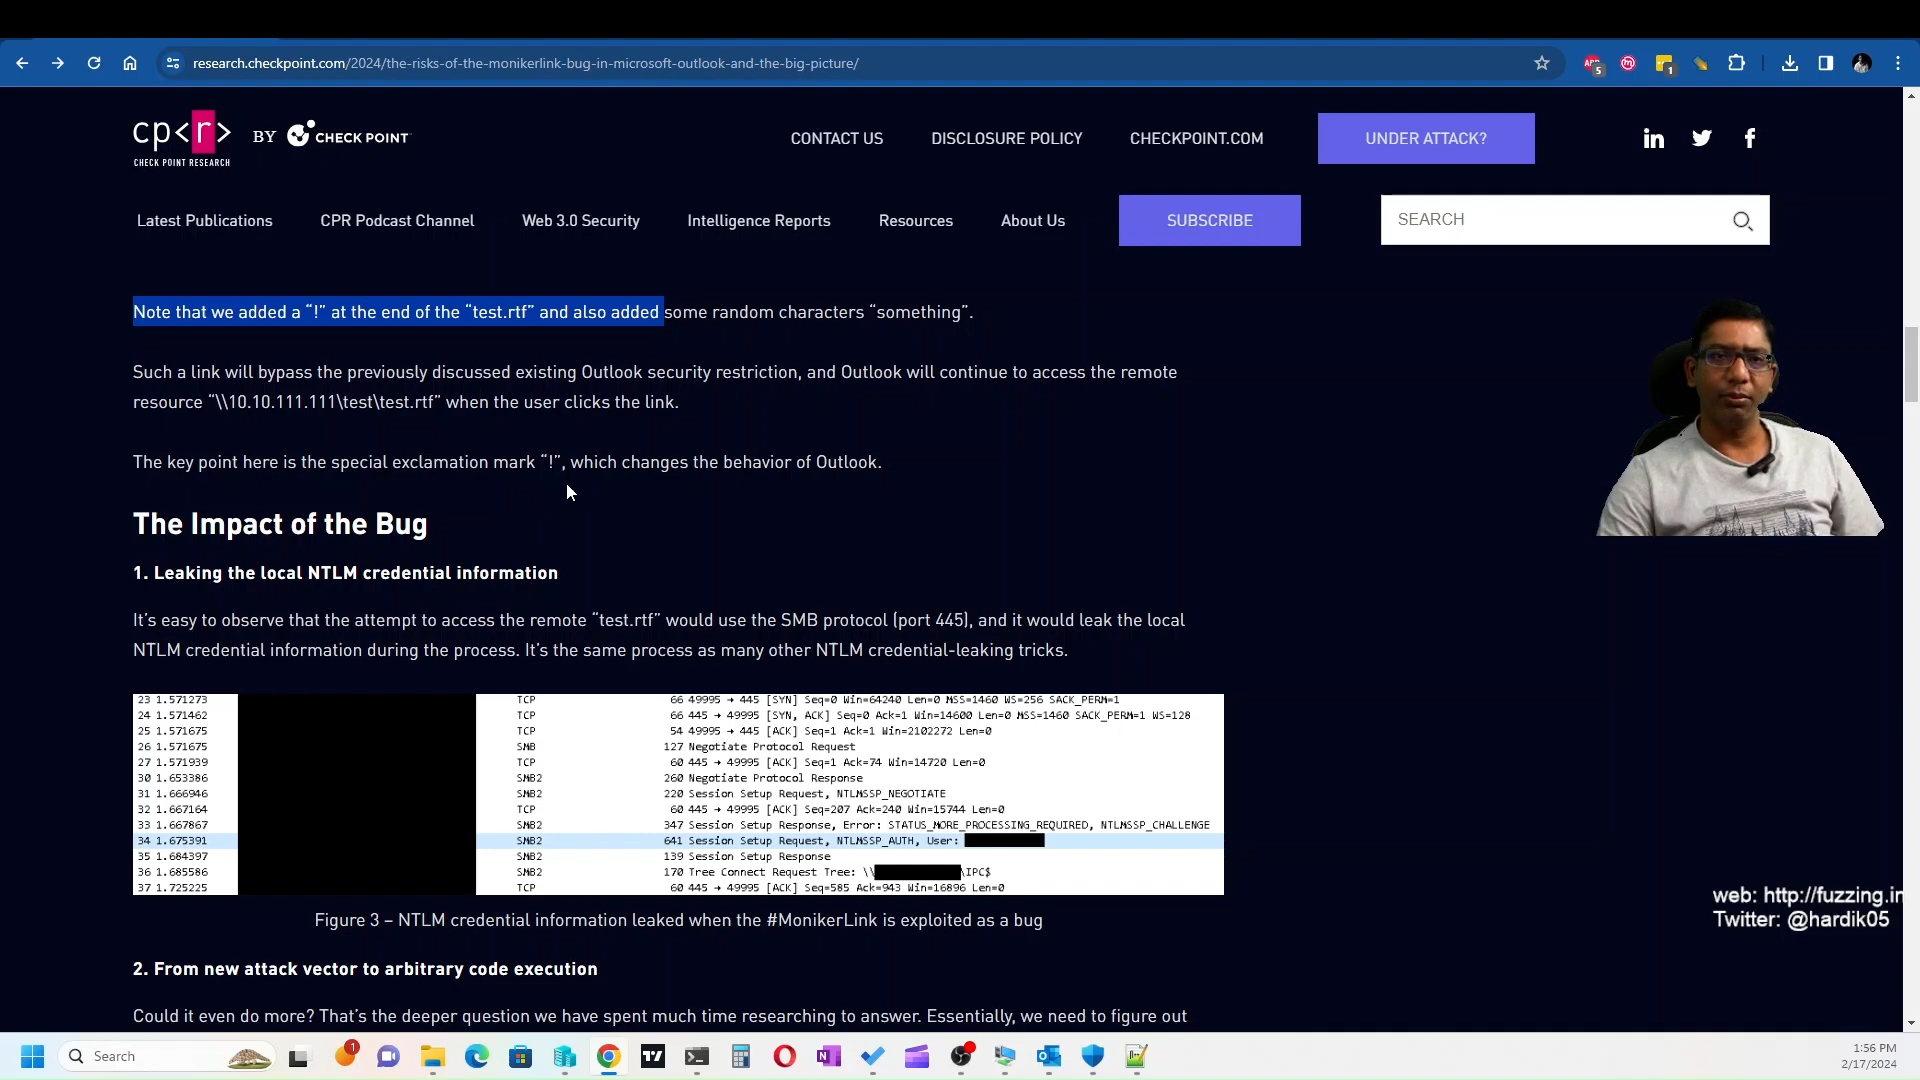 research.checkpoint.com/2024/the-risks-of-the-monikerlink-bug-in-microsoft-outlook-and-the-big-picture/
5
1
cp<r>
CHECK POINT RESEARCH
BY
CHECK POINT
CONTACT US
DISCLOSURE POLICY
CHECKPOINT.COM
UNDER ATTACK?
Latest Publications
CPR Podcast Channel
Web 3.0 Security
Intelligence Reports
Resources
About Us
SUBSCRIBE
SEARCH
Note that we added a “!” at the end of the “test.rtf” and also added some random characters “something”.
Such a link will bypass the previously discussed existing Outlook security restriction, and Outlook will continue to access the remote
resource “\\10.10.111.111\test\test.rtf” when the user clicks the link.
The key point here is the special exclamation mark “!”, which changes the behavior of Outlook.
The Impact of the Bug
1. Leaking the local NTLM credential information
It’s easy to observe that the attempt to access the remote “test.rtf” would use the SMB protocol (port 445), and it would leak the local
NTLM credential information during the process. It’s the same process as many other NTLM credential-leaking tricks.
23 1.571273 TCP 66 49995 → 445 [SYN] Seq=0 Win=64240 Len=0 MSS=1460 WS=256 SACK_PERM=1
24 1.571462 TCP 66 445 → 49995 [SYN, ACK] Seq=0 Ack=1 Win=14600 Len=0 MSS=1460 SACK_PERM=1 WS=128
25 1.571675 TCP 54 49995 → 445 [ACK] Seq=1 Ack=1 Win=2102272 Len=0
26 1.571675 SMB 127 Negotiate Protocol Request
27 1.571939 TCP 60 445 → 49995 [ACK] Seq=1 Ack=74 Win=14720 Len=0
30 1.653386 SMB2 260 Negotiate Protocol Response
31 1.666946 SMB2 220 Session Setup Request, NTLMSSP_NEGOTIATE
32 1.667164 TCP 60 445 → 49995 [ACK] Seq=207 Ack=240 Win=15744 Len=0
33 1.667867 SMB2 347 Session Setup Response, Error: STATUS_MORE_PROCESSING_REQUIRED, NTLMSSP_CHALLENGE
34 1.675391 SMB2 641 Session Setup Request, NTLMSSP_AUTH, User:
35 1.684397 SMB2 139 Session Setup Response
36 1.685586 SMB2 170 Tree Connect Request Tree: \\ \IPC$
37 1.725225 TCP 60 445 → 49995 [ACK] Seq=585 Ack=943 Win=16896 Len=0
Figure 3 – NTLM credential information leaked when the #MonikerLink is exploited as a bug
web: http://fuzzing.in
Twitter: @hardik05
2. From new attack vector to arbitrary code execution
Could it even do more? That’s the deeper question we have spent much time researching to answer. Essentially, we need to figure out
Search
1
1:56 PM
2/17/2024